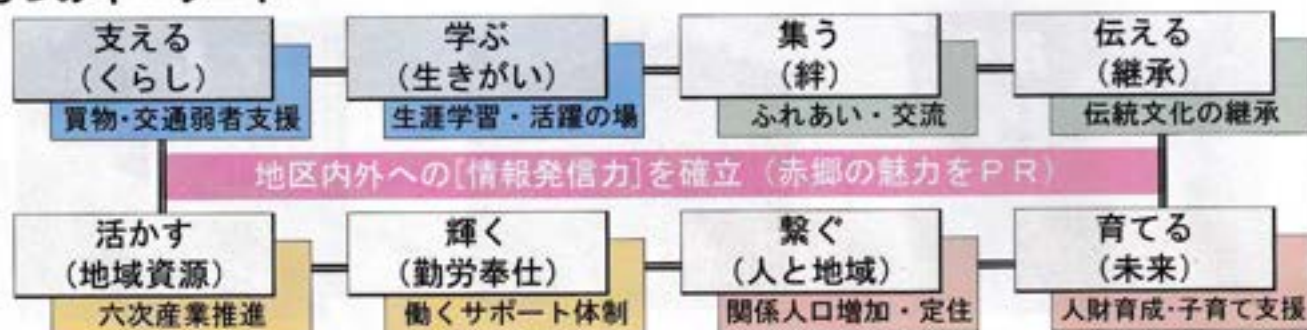 支える
(くらし)
買物・交通弱者支援
学ぶ
(生きがい)
生涯学習・活躍の場
集う
(絆)
ふれあい・交流
伝える
(継承)
伝統文化の継承
地区内外への[情報発信力]を確立(赤郷の魅力をPR)
活かす
(地域資源)
六次産業推進
輝く
(勤労奉仕)
働くサポート体制
繋ぐ
(人と地域)
関係人口増加・定住
育てる
(未来)
人財育成・子育て支援